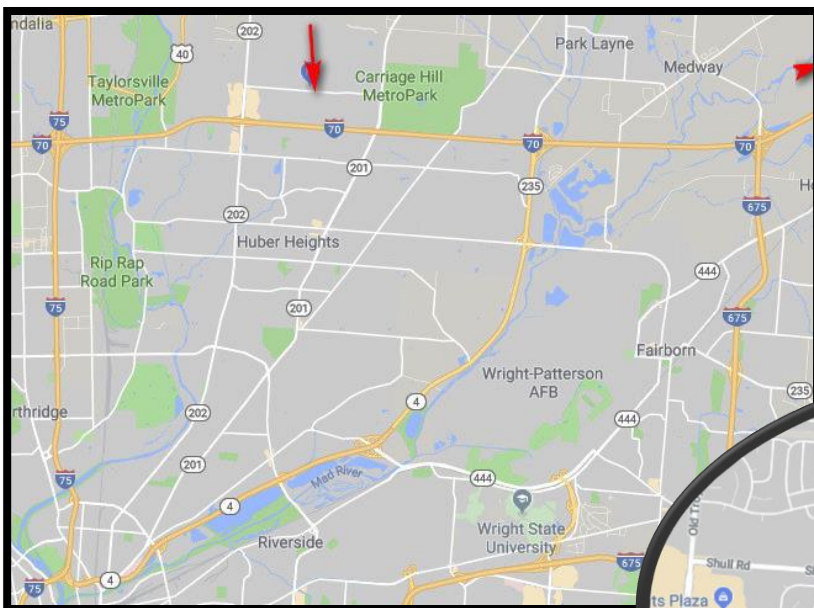 ndalia
202
40
Park Layne
Medway
Taylorsville
MetroPark
Carriage Hill
MetroPark
75
70
70
70
70
201
235
675
202
Huber Heights
Rip Rap
Road Park
444
75
201
675
Fairborn
Wright-Patterson
AFB
4
235
rthridge
202
444
201
Mad River
75
444
4
Wright State
University
Old Tro
Riverside
675
Shull Rd
4
75
ts Plaza